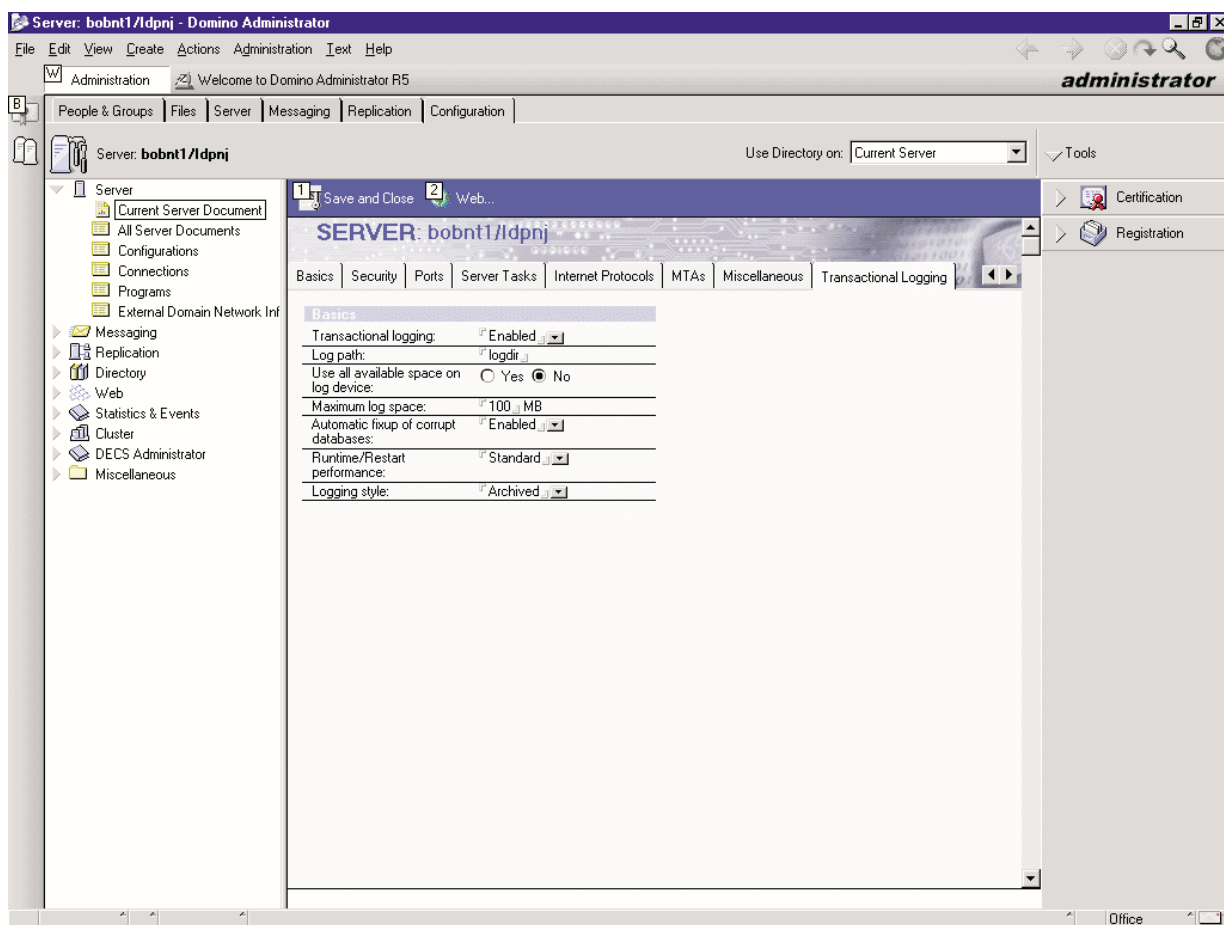 Server: bobnt1/ldpnj - Domino Administrator
File Edit View Create Actions Administration Text Help
W Administration Welcome to Domino Administrator R5
administrator
B People & Groups Files Server Messaging Replication Configuration
Server: bobnt1/ldpnj
Use Directory on: Current Server
Tools
Server
Current Server Document
All Server Documents
Configurations
Connections
Programs
External Domain Network Inf
Messaging
Replication
Directory
Web
Statistics & Events
Cluster
DECS Administrator
Miscellaneous
1 Save and Close 2 Web...
SERVER: bobnt1/ldpnj
Basics Security Ports Server Tasks Internet Protocols MTAs Miscellaneous Transactional Logging
Basics
Transactional logging: Enabled
Log path: logdir
Use all available space on
log device: Yes No
Maximum log space: 100 MB
Automatic fixup of corrupt
databases: Enabled
Runtime/Restart
performance: Standard
Logging style: Archived
Certification
Registration
Office